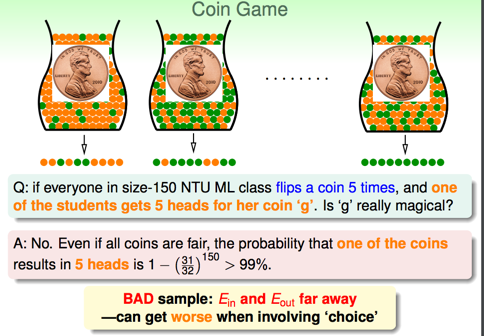 Coin Game
. . . . . . . .
Q: if everyone in size-150 NTU ML class flips a coin 5 times, and one
of the students gets 5 heads for her coin ‘g’. Is ‘g’ really magical?
A: No. Even if all coins are fair, the probability that one of the coins
results in 5 heads is 1 − (31/32)^150 > 99%.
BAD sample: E_in and E_out far away
—can get worse when involving ‘choice’